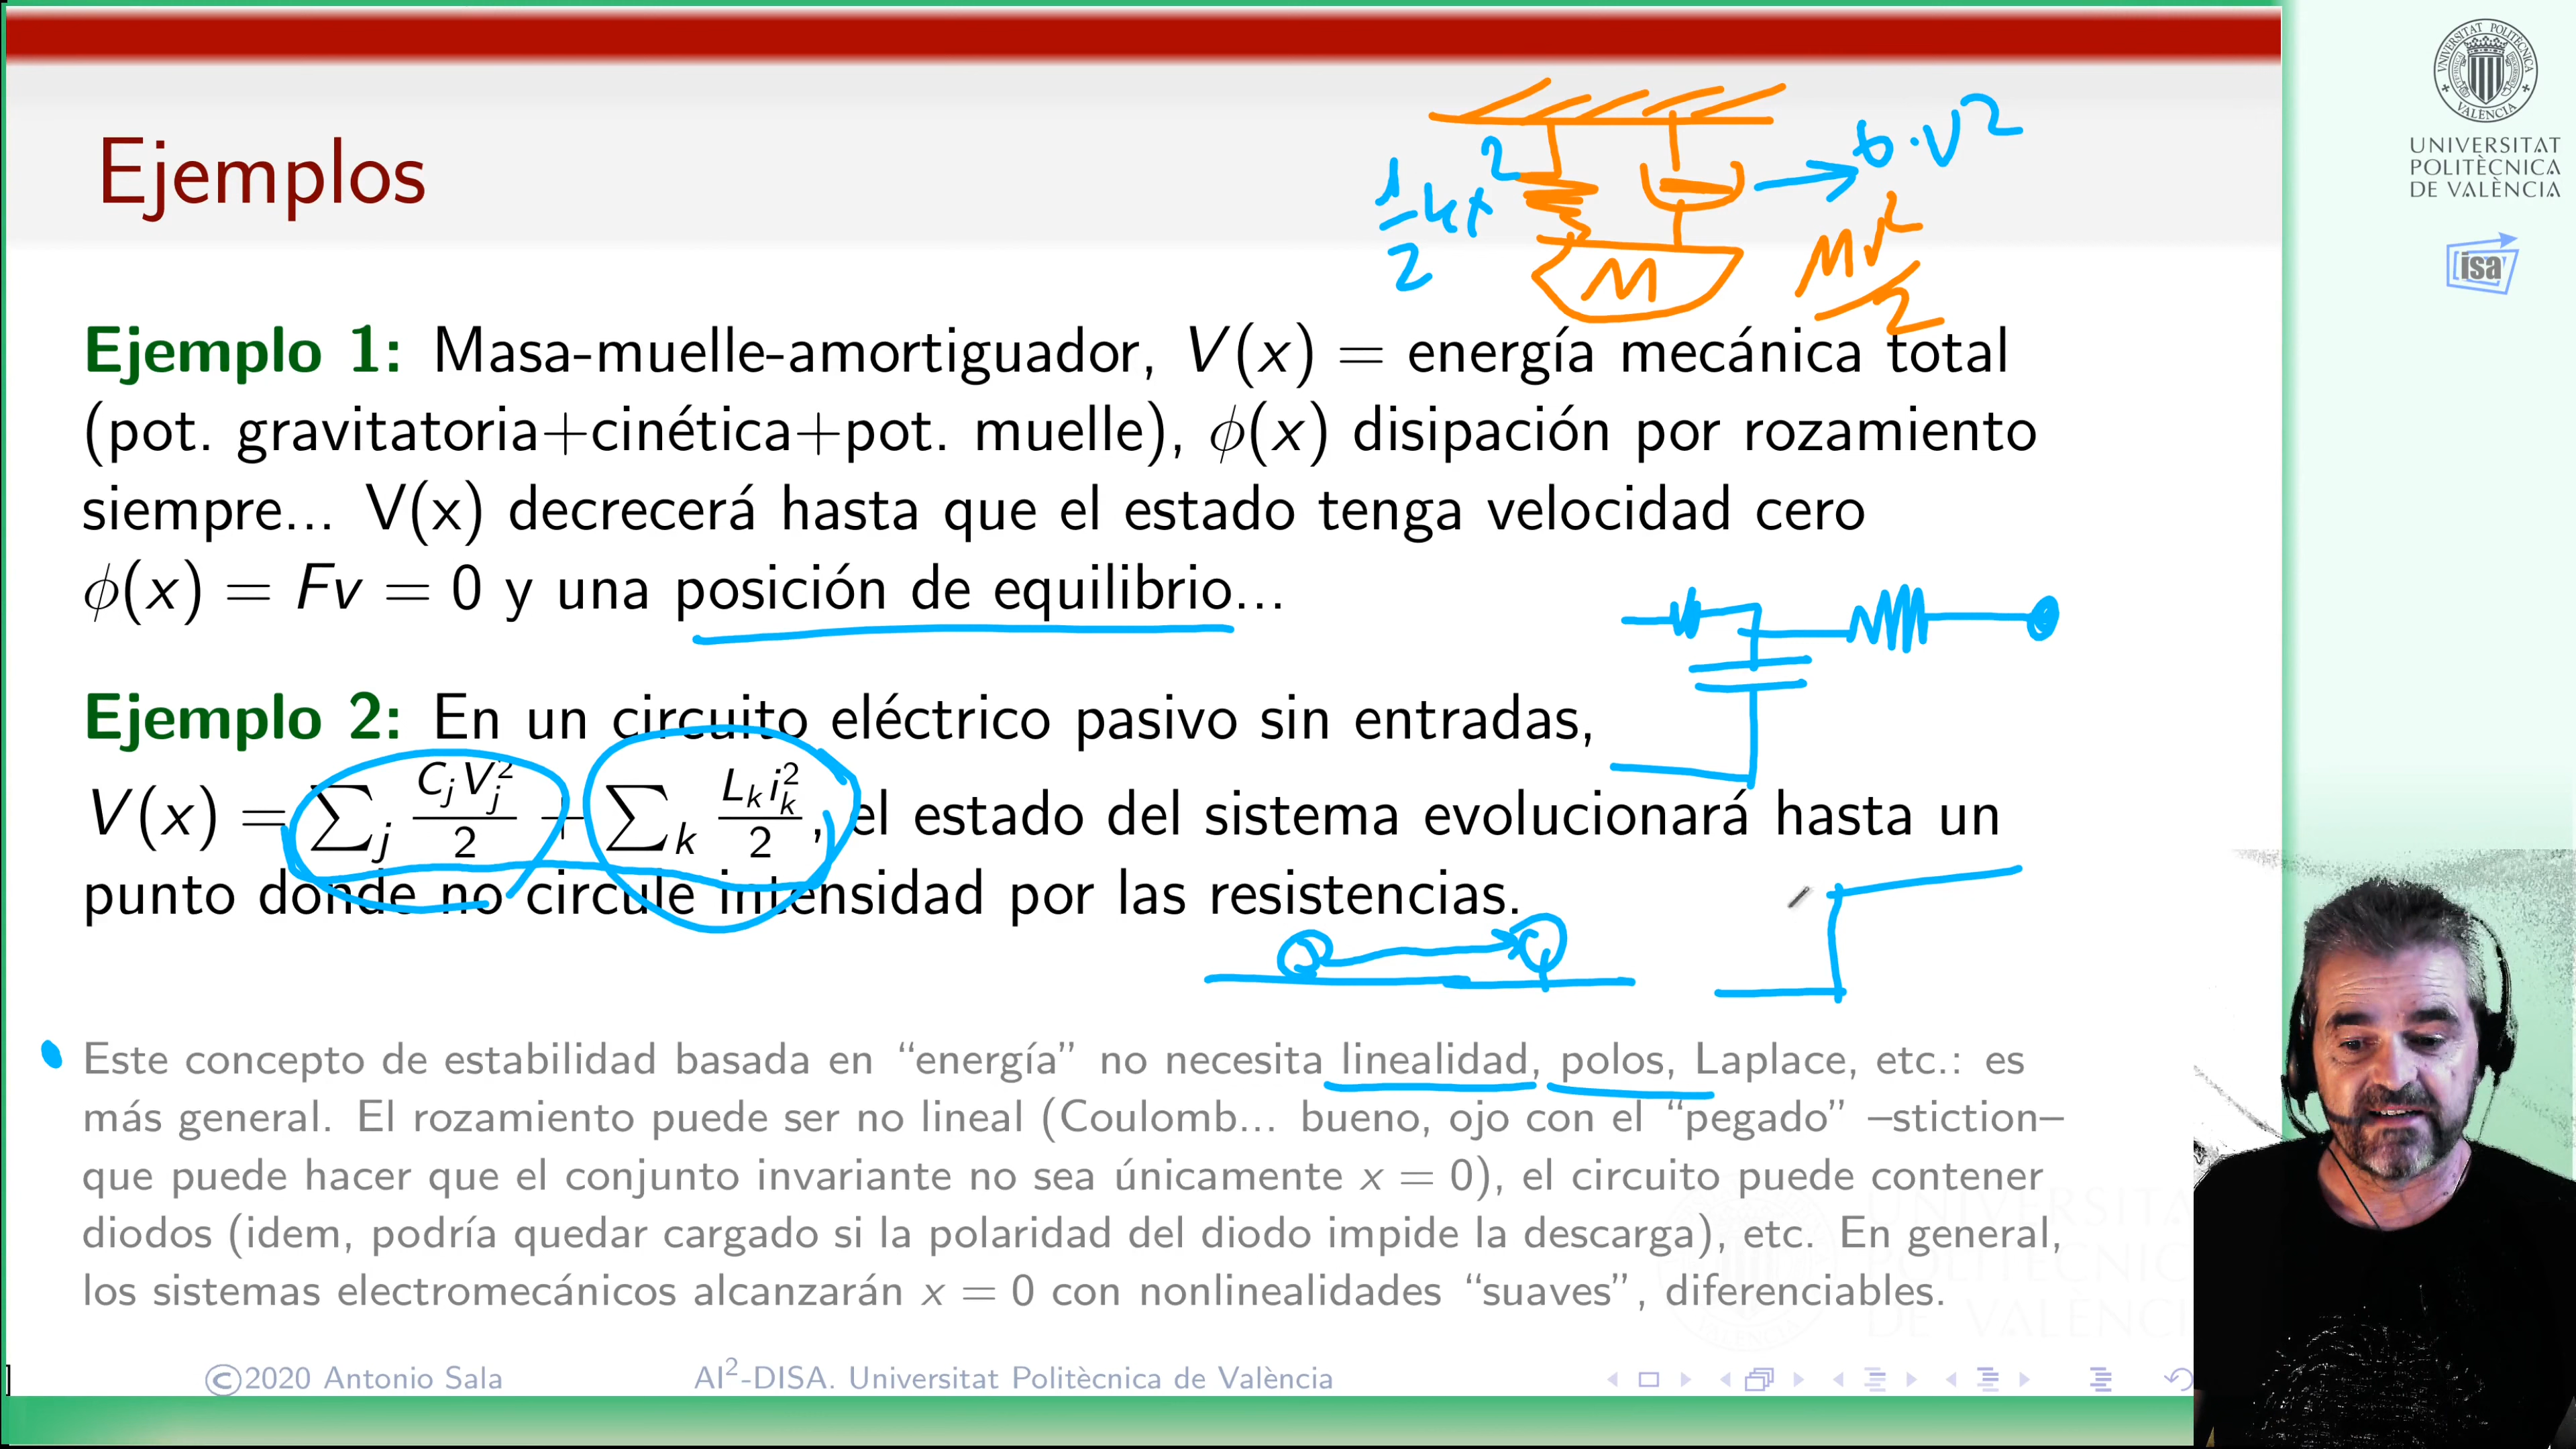 Ejemplos
1/2 kx²
b·v²
M
Mv²/2
UNIVERSITAT
POLITÈCNICA
DE VALÈNCIA
isa
Ejemplo 1: Masa-muelle-amortiguador, V(x) = energía mecánica total
(pot. gravitatoria+cinética+pot. muelle), ϕ(x) disipación por rozamiento
siempre... V(x) decrecerá hasta que el estado tenga velocidad cero
ϕ(x) = Fv = 0 y una posición de equilibrio...
Ejemplo 2: En un circuito eléctrico pasivo sin entradas,
V(x) = ∑_j C_j V_j²/2 + ∑_k L_k i_k²/2, el estado del sistema evolucionará hasta un
punto donde no circule intensidad por las resistencias.
Este concepto de estabilidad basada en “energía” no necesita linealidad, polos, Laplace, etc.: es
más general. El rozamiento puede ser no lineal (Coulomb... bueno, ojo con el “pegado” –stiction–
que puede hacer que el conjunto invariante no sea únicamente x = 0), el circuito puede contener
diodos (idem, podría quedar cargado si la polaridad del diodo impide la descarga), etc. En general,
los sistemas electromecánicos alcanzarán x = 0 con nonlinealidades “suaves”, diferenciables.
©2020 Antonio Sala
AI²-DISA. Universitat Politècnica de València